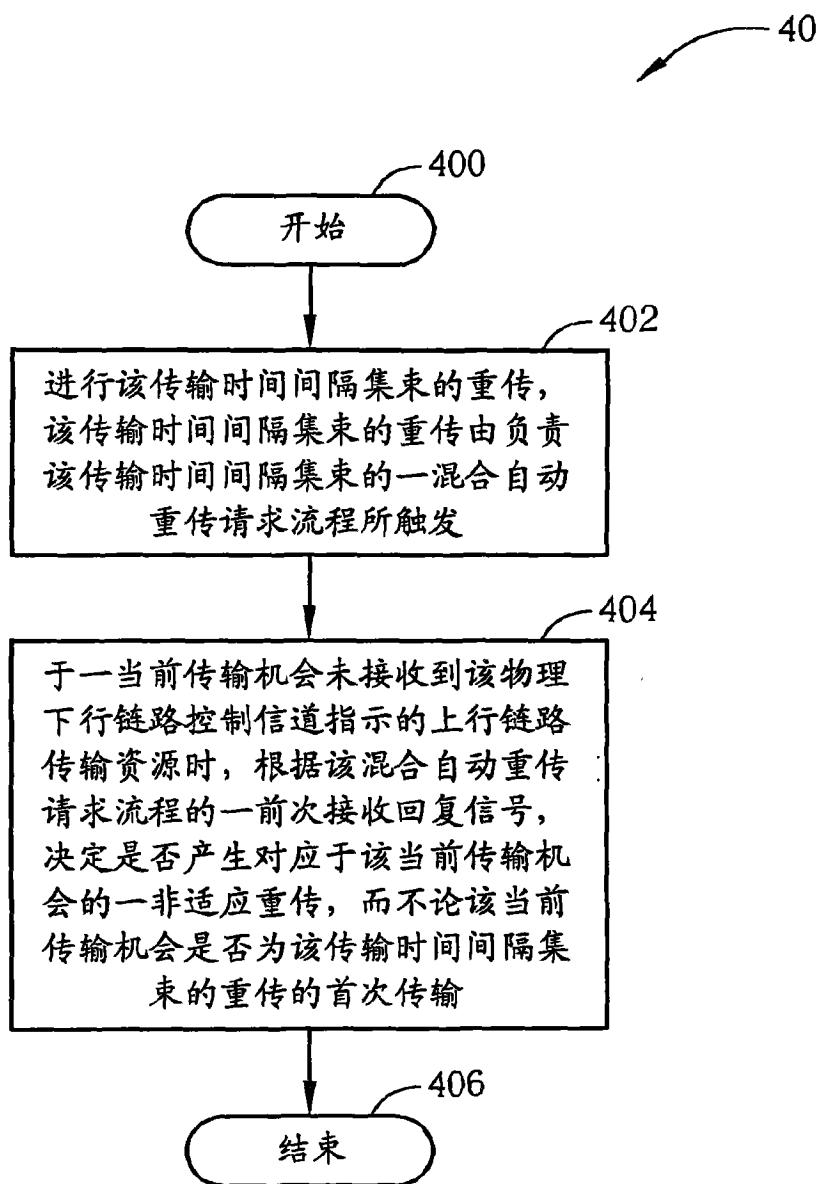 40
400
开始
402
进行该传输时间间隔集束的重传，
该传输时间间隔集束的重传由负责
该传输时间间隔集束的一混合自动
重传请求流程所触发
404
于一当前传输机会未接收到该物理
下行链路控制信道指示的上行链路
传输资源时，根据该混合自动重传
请求流程的一前次接收回复信号，
决定是否产生对应于该当前传输机
会的一非适应重传，而不论该当前
传输机会是否为该传输时间间隔集
束的重传的首次传输
406
结束